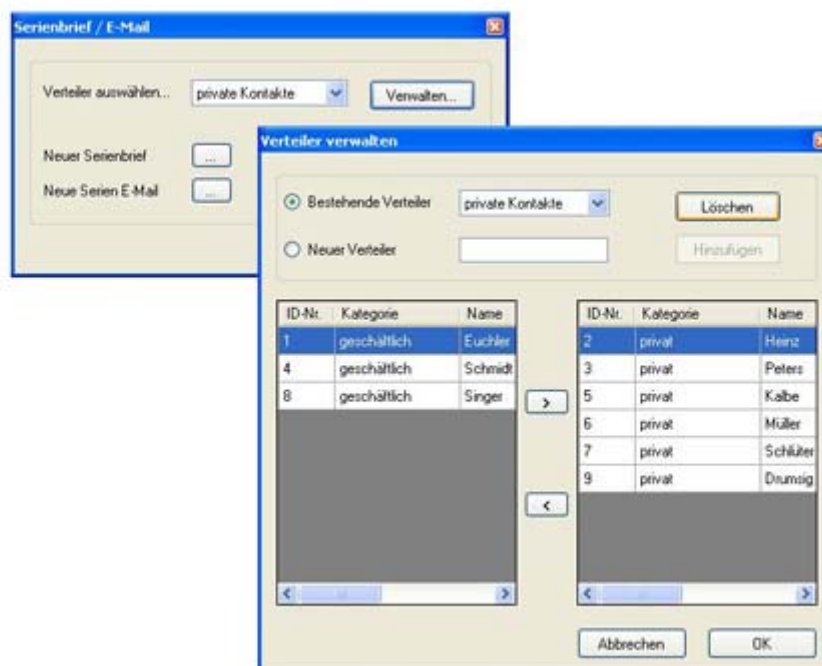 Serienbrief / E-Mail
Verteiler auswählen... private Kontakte Verwalten...
Neuer Serienbrief ...
Neue Serien E-Mail ...
Verteiler verwalten
Bestehende Verteiler private Kontakte Löschen
Neuer Verteiler Hinzufügen
ID-Nr. Kategorie Name
1 geschäftlich Euchler
4 geschäftlich Schmidt
8 geschäftlich Singer
>
<
ID-Nr. Kategorie Name
2 privat Heinz
3 privat Peters
5 privat Kalbe
6 privat Müller
7 privat Schlüter
9 privat Drumsig
Abbrechen OK